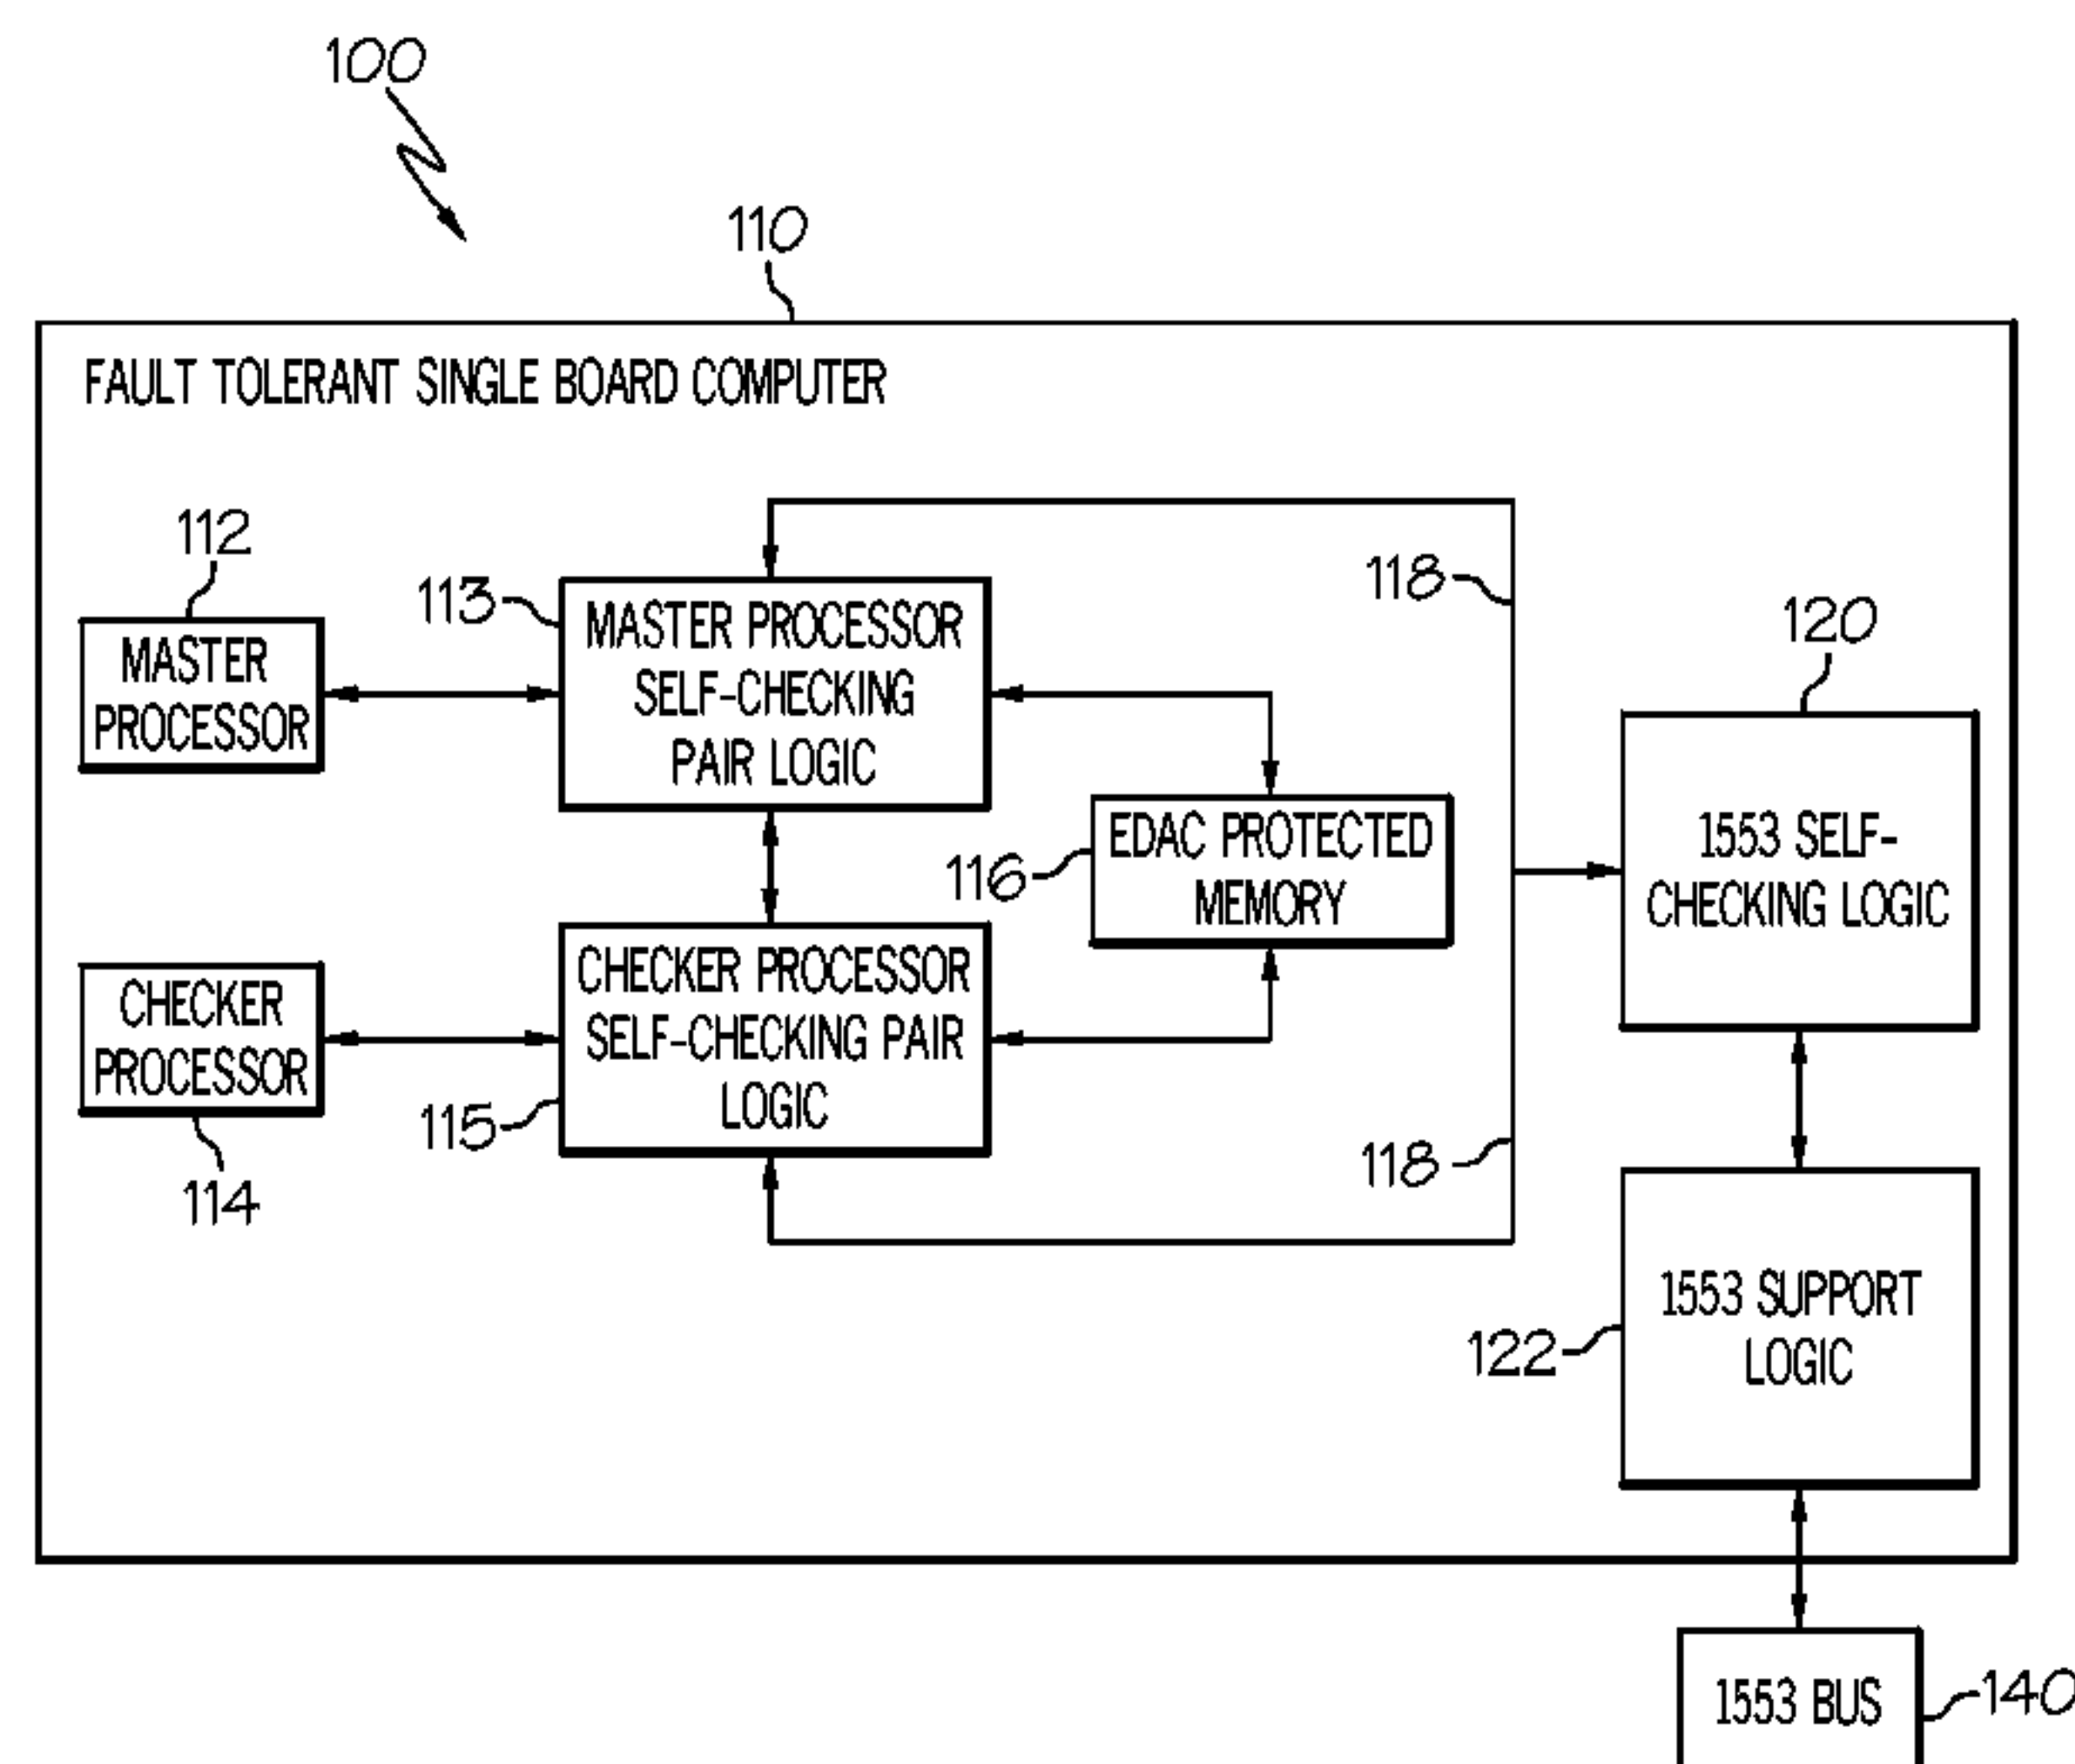 100
110
FAULT TOLERANT SINGLE BOARD COMPUTER
112
MASTER
PROCESSOR
113
MASTER PROCESSOR
SELF-CHECKING
PAIR LOGIC
118
120
1553 SELF-
CHECKING LOGIC
116
EDAC PROTECTED
MEMORY
CHECKER
PROCESSOR
114
CHECKER PROCESSOR
SELF-CHECKING PAIR
LOGIC
115
118
122
1553 SUPPORT
LOGIC
1553 BUS
140